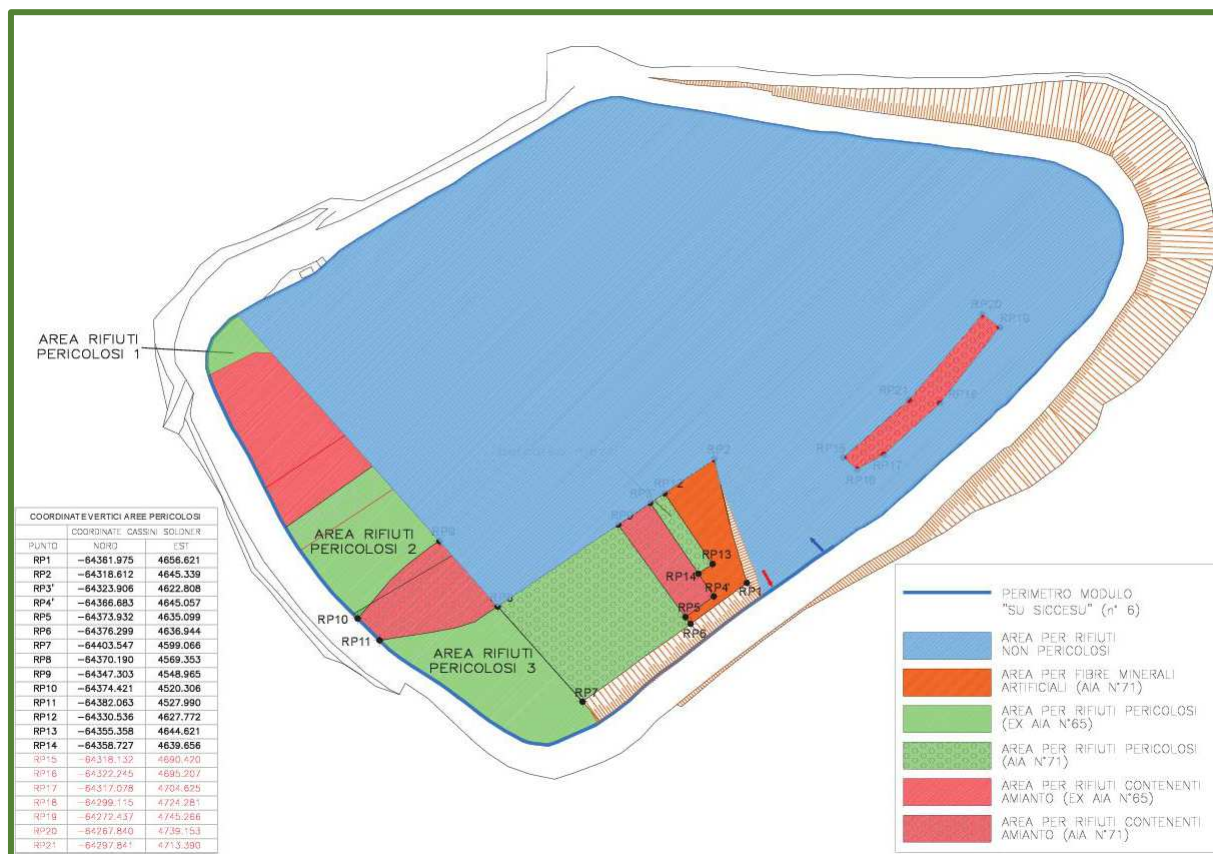 AREA RIFIUTI
PERICOLOSI 1
AREA RIFIUTI
PERICOLOSI 2
AREA RIFIUTI
PERICOLOSI 3
RP20
RP19
RP21
RP18
RP17
RP16
RP2
RP12
RP9
RP13
RP14
RP4'
RP1
RP5
RP6
RP7
RP10
RP11
COORDINATE VERTICI AREE PERICOLOSI
COORDINATE CASSINI SOLDNER
PUNTO NORD EST
RP1 -64361.975 4656.621
RP2 -64318.612 4645.339
RP3' -64323.906 4622.808
RP4' -64366.683 4645.057
RP5 -64373.932 4635.099
RP6 -64376.299 4636.944
RP7 -64403.547 4599.066
RP8 -64370.190 4569.353
RP9 -64347.303 4548.965
RP10 -64374.421 4520.306
RP11 -64382.063 4527.990
RP12 -64330.536 4627.772
RP13 -64355.358 4644.621
RP14 -64358.727 4639.656
RP15 -64318.132 4690.420
RP16 -64322.245 4695.207
RP17 -64317.078 4704.625
RP18 -64299.115 4724.281
RP19 -64272.437 4745.266
RP20 -64267.840 4739.153
RP21 -64297.841 4713.390
PERIMETRO MODULO
"SU SICCESU" (n° 6)
AREA PER RIFIUTI
NON PERICOLOSI
AREA PER FIBRE MINERALI
ARTIFICIALI (AIA N°71)
AREA PER RIFIUTI PERICOLOSI
(EX AIA N°65)
AREA PER RIFIUTI PERICOLOSI
(AIA N°71)
AREA PER RIFIUTI CONTENENTI
AMIANTO (EX AIA N°65)
AREA PER RIFIUTI CONTENENTI
AMIANTO (AIA N°71)